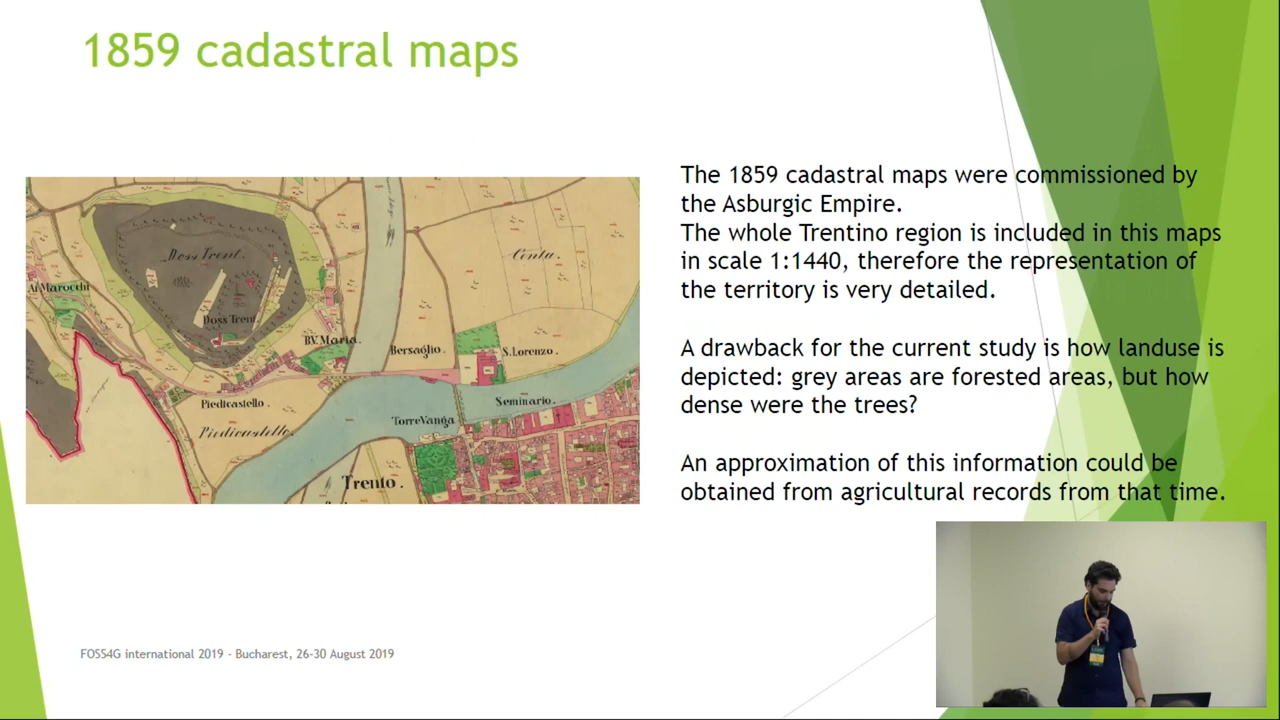 1859 cadastral maps
The 1859 cadastral maps were commissioned by
the Asburgic Empire.
The whole Trentino region is included in this maps
in scale 1:1440, therefore the representation of
the territory is very detailed.
A drawback for the current study is how landuse is
depicted: grey areas are forested areas, but how
dense were the trees?
An approximation of this information could be
obtained from agricultural records from that time.
Doss Trent.
Conta.
Ai Marocchi
Doss Trent.
B.V. Maria.
Bersaglio.
S. Lorenzo.
Piedicastello.
Seminario.
Piedicastello.
Torre Vanga
Trento.
FOSS4G international 2019 - Bucharest, 26-30 August 2019